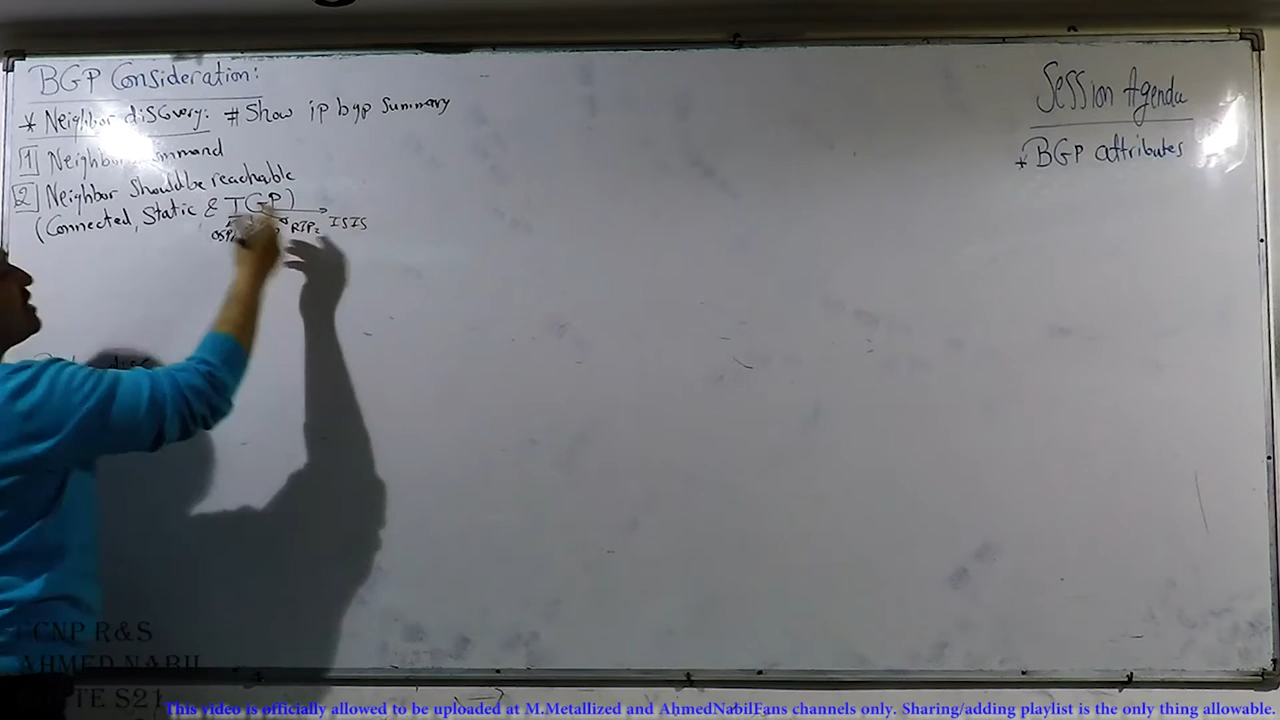 BGP Consideration:
* Neighbor discovery: # Show ip bgp Summary
1 Neighbor Command
2 Neighbor Should be reachable
(Connected, Static & IGP)
RIP2 ISIS
Session Agenda
* BGP attributes
CCNP R&S
AHMED NABIL
This video is officially allowed to be uploaded at M.Metallized and AhmedNabilFans channels only. Sharing/adding playlist is the only thing allowable.